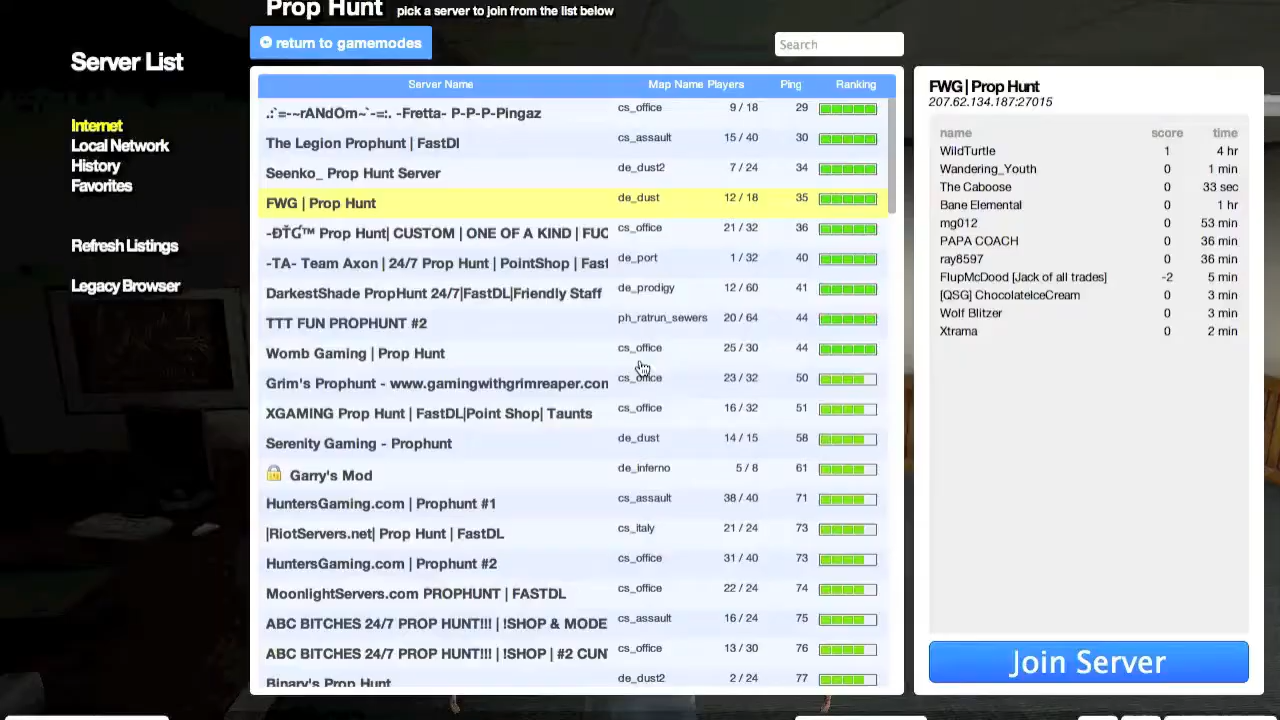 Prop Hunt pick a server to join from the list below
Server List
return to gamemodes
Search
Internet
Local Network
History
Favorites
Refresh Listings
Legacy Browser
Server Name Map Name Players Ping Ranking
.:`=-~rANdOm~`-=:. -Fretta- P-P-P-Pingaz cs_office 9 / 18 29
The Legion Prophunt | FastDl cs_assault 15 / 40 30
Seenko_ Prop Hunt Server de_dust2 7 / 24 34
FWG | Prop Hunt de_dust 12 / 18 35
-ĐŤƓ™ Prop Hunt| CUSTOM | ONE OF A KIND | FUC cs_office 21 / 32 36
-TA- Team Axon | 24/7 Prop Hunt | PointShop | Fast de_port 1 / 32 40
DarkestShade PropHunt 24/7|FastDL|Friendly Staff de_prodigy 12 / 60 41
TTT FUN PROPHUNT #2 ph_ratrun_sewers 20 / 64 44
Womb Gaming | Prop Hunt cs_office 25 / 30 44
Grim's Prophunt - www.gamingwithgrimreaper.con cs_office 23 / 32 50
XGAMING Prop Hunt | FastDL|Point Shop| Taunts cs_office 16 / 32 51
Serenity Gaming - Prophunt de_dust 14 / 15 58
Garry's Mod de_inferno 5 / 8 61
HuntersGaming.com | Prophunt #1 cs_assault 38 / 40 71
|RiotServers.net| Prop Hunt | FastDL cs_italy 21 / 24 73
HuntersGaming.com | Prophunt #2 cs_office 31 / 40 73
MoonlightServers.com PROPHUNT | FASTDL cs_office 22 / 24 74
ABC BITCHES 24/7 PROP HUNT!!! | !SHOP & MODE cs_assault 16 / 24 75
ABC BITCHES 24/7 PROP HUNT!!! | !SHOP | #2 CUN cs_office 13 / 30 76
Binary's Prop Hunt de_dust2 2 / 24 77
FWG | Prop Hunt
207.62.134.187:27015
name score time
WildTurtle 1 4 hr
Wandering_Youth 0 1 min
The Caboose 0 33 sec
Bane Elemental 0 1 hr
mg012 0 53 min
PAPA COACH 0 36 min
ray8597 0 36 min
FlupMcDood [Jack of all trades] -2 5 min
[QSG] ChocolateIceCream 0 3 min
Wolf Blitzer 0 3 min
Xtrama 0 2 min
Join Server